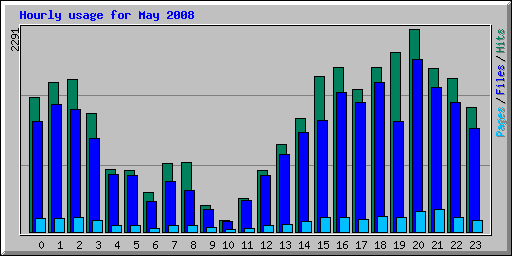 Hourly usage for May 2008
2291
Pages/Files/Hits
0 1 2 3 4 5 6 7 8 9 10 11 12 13 14 15 16 17 18 19 20 21 22 23